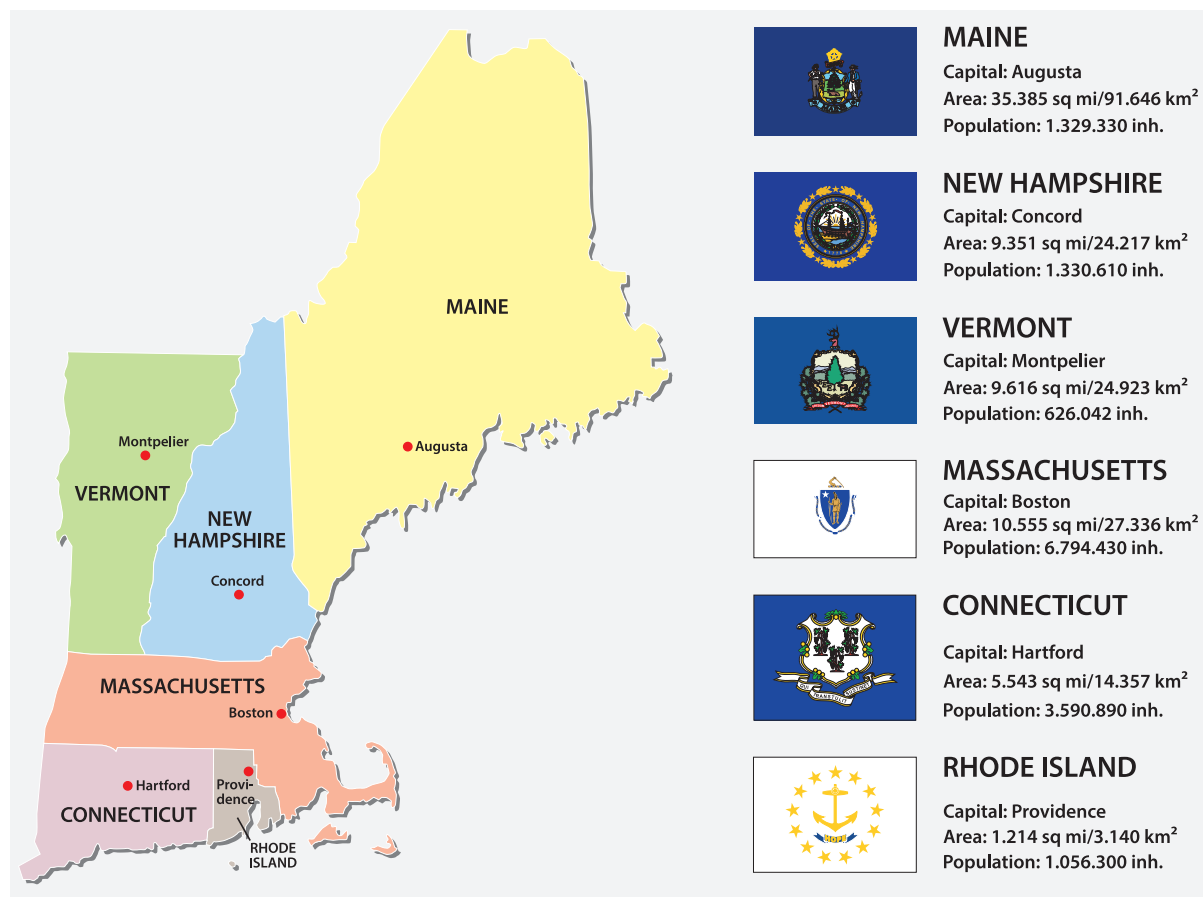 MAINE
Augusta
Montpelier
VERMONT
NEW
HAMPSHIRE
Concord
MASSACHUSETTS
Boston
Hartford
Provi-
dence
CONNECTICUT
RHODE
ISLAND
MAINE
Capital: Augusta
Area: 35.385 sq mi/91.646 km²
Population: 1.329.330 inh.
NEW HAMPSHIRE
Capital: Concord
Area: 9.351 sq mi/24.217 km²
Population: 1.330.610 inh.
VERMONT
Capital: Montpelier
Area: 9.616 sq mi/24.923 km²
Population: 626.042 inh.
MASSACHUSETTS
Capital: Boston
Area: 10.555 sq mi/27.336 km²
Population: 6.794.430 inh.
CONNECTICUT
Capital: Hartford
Area: 5.543 sq mi/14.357 km²
Population: 3.590.890 inh.
QUI TRANSTULIT SUSTINET
RHODE ISLAND
Capital: Providence
Area: 1.214 sq mi/3.140 km²
Population: 1.056.300 inh.
HOPE